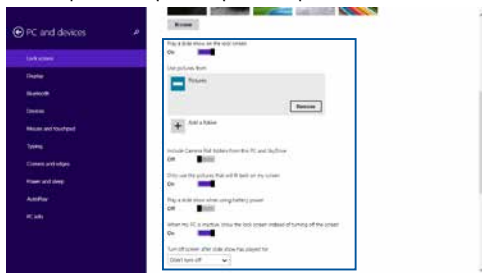 PC and devices
Lock screen
Display
Bluetooth
Devices
Mouse and touchpad
Typing
Corners and edges
Power and sleep
AutoPlay
PC info
Browse
Play a slide show on the lock screen
On
Use pictures from
Pictures
Remove
Add a folder
Include Camera Roll folders from this PC and SkyDrive
Off
Only use the pictures that will fit best on my screen
On
Play a slide show when using battery power
Off
When my PC is inactive, show the lock screen instead of turning off the screen
On
Turn off screen after slide show has played for
Didn't turn off